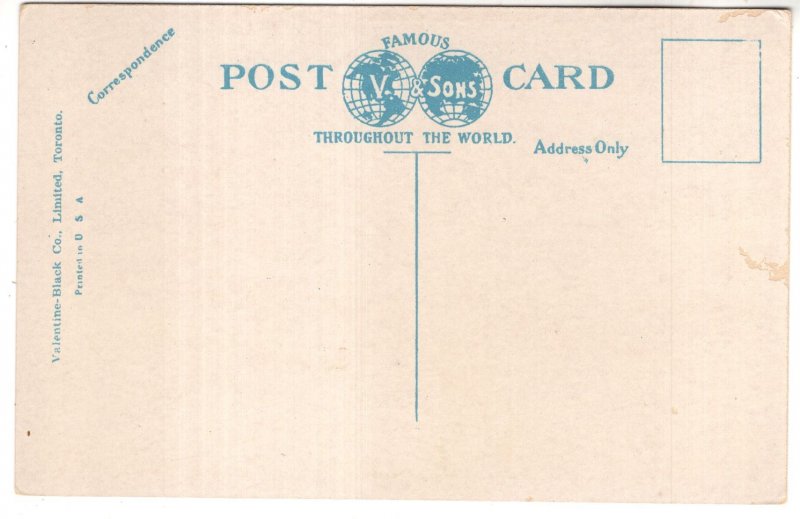 FAMOUS
POST V. & SONS CARD
THROUGHOUT THE WORLD.
Correspondence
Address Only
Valentine-Black Co., Limited, Toronto.
Printed in U S A